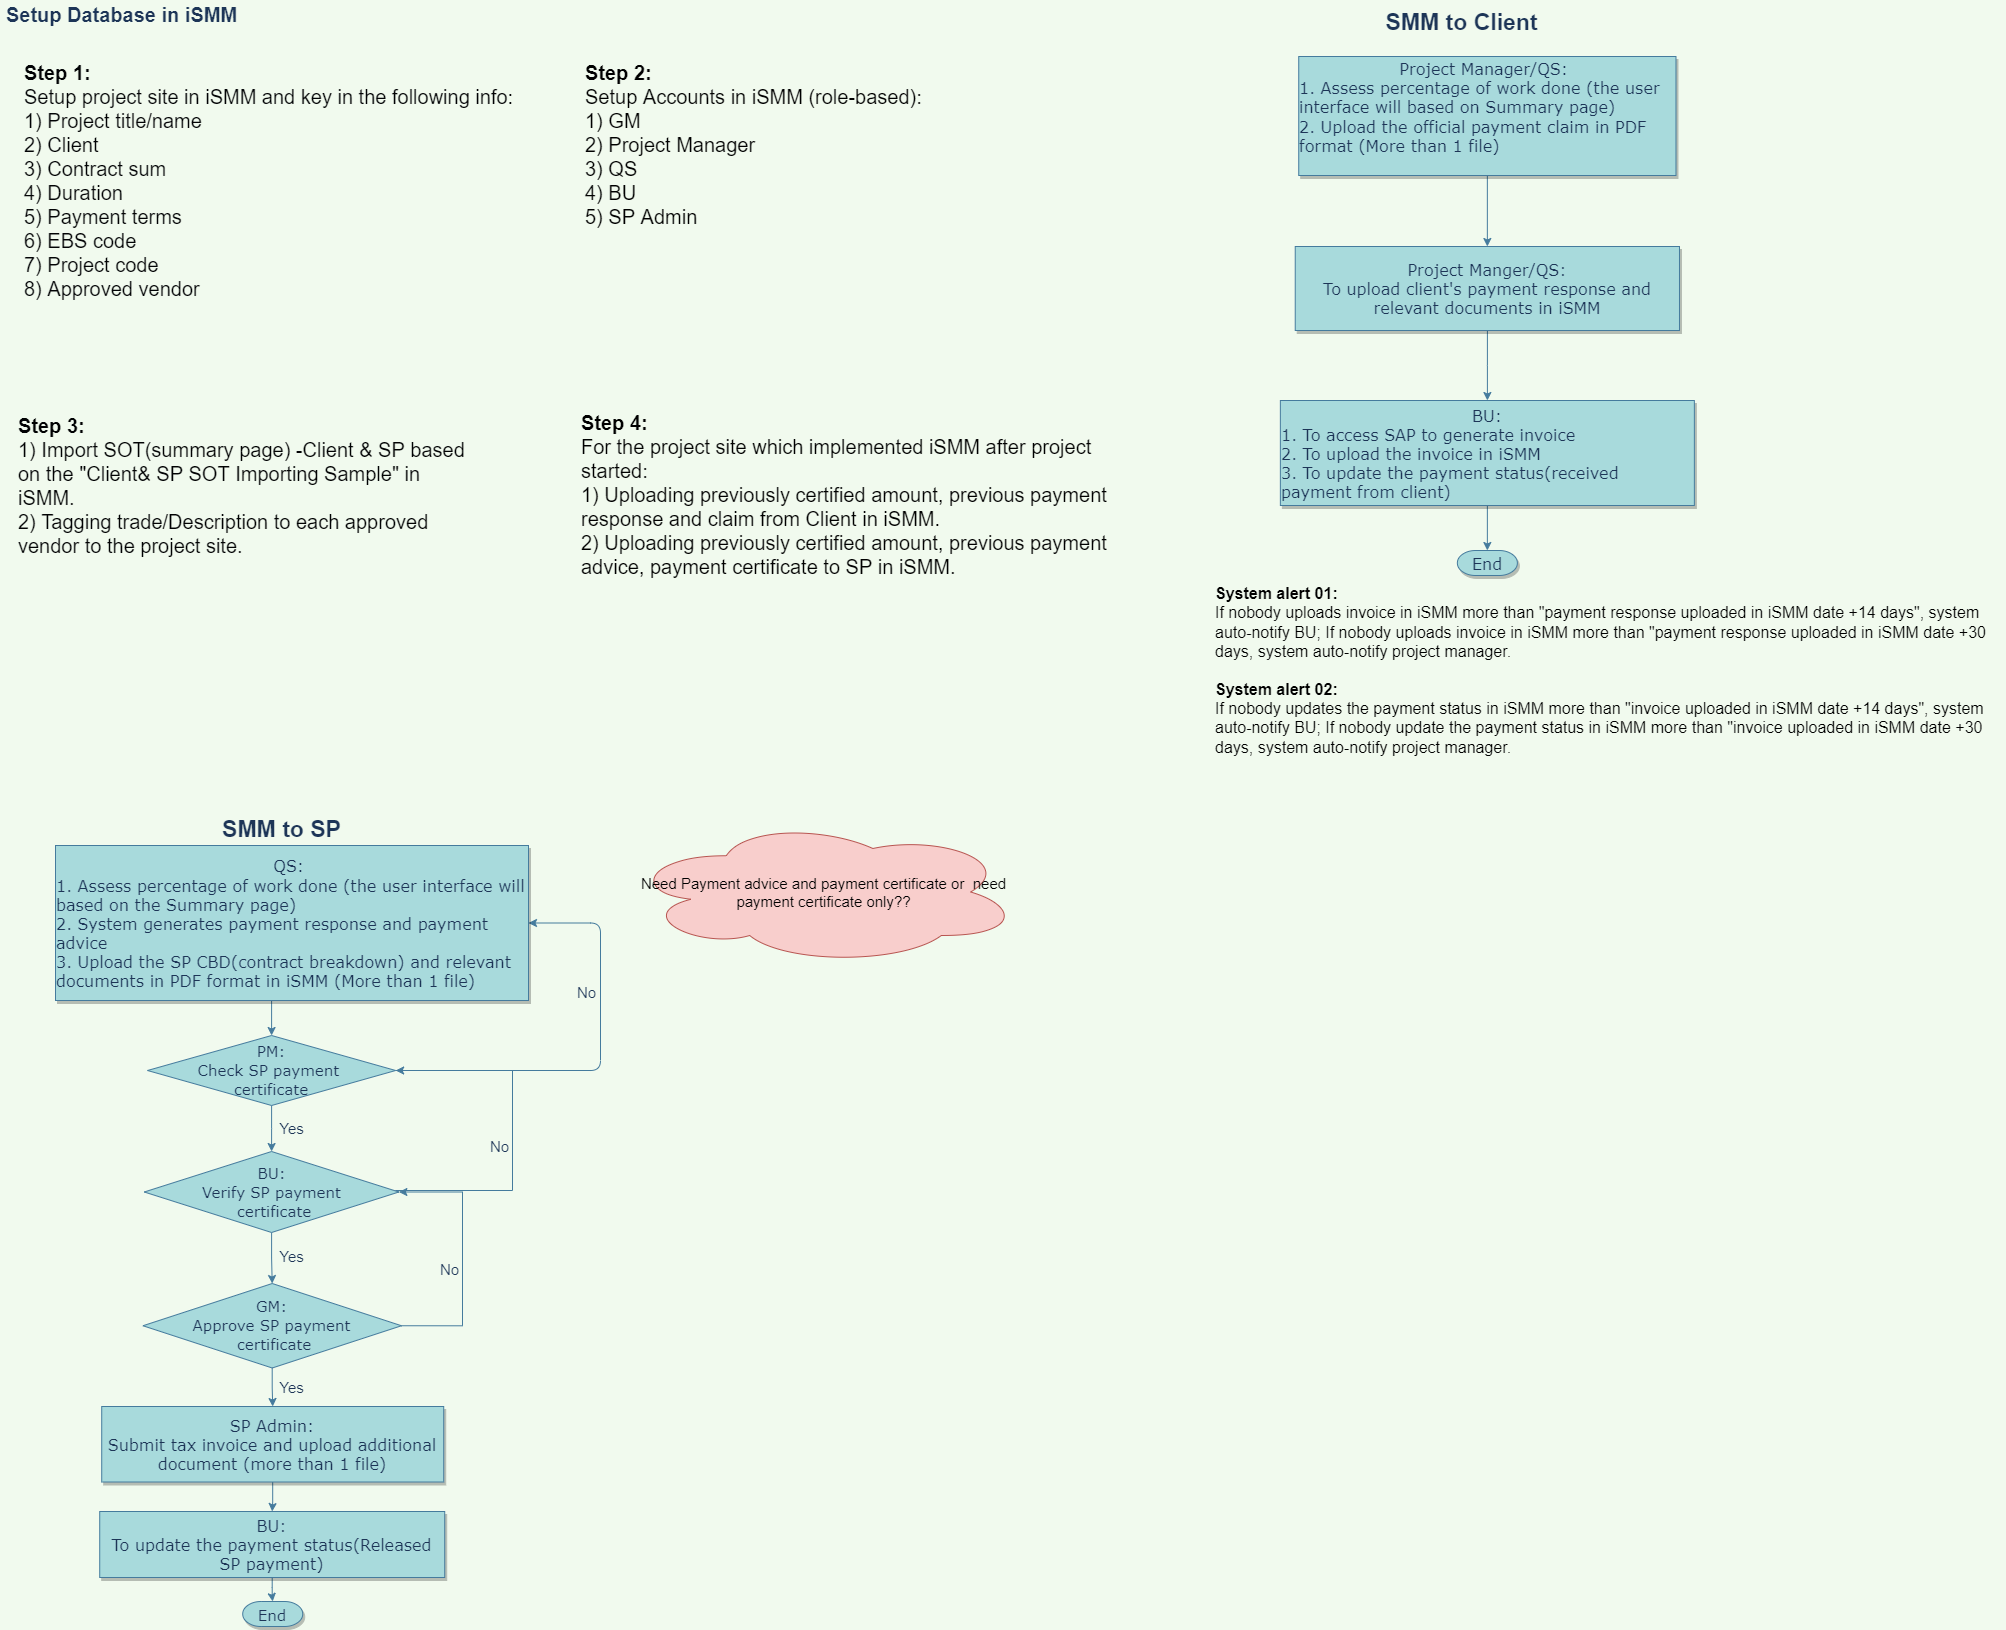 Setup Database in iSMM
Step 1:
Setup project site in iSMM and key in the following info:
1) Project title/name
2) Client
3) Contract sum
4) Duration
5) Payment terms
6) EBS code
7) Project code
8) Approved vendor
Step 2:
Setup Accounts in iSMM (role-based):
1) GM
2) Project Manager
3) QS
4) BU
5) SP Admin
Step 3:
1) Import SOT(summary page) -Client & SP based
on the "Client& SP SOT Importing Sample" in
iSMM.
2) Tagging trade/Description to each approved
vendor to the project site.
Step 4:
For the project site which implemented iSMM after project
started:
1) Uploading previously certified amount, previous payment
response and claim from Client in iSMM.
2) Uploading previously certified amount, previous payment
advice, payment certificate to SP in iSMM.
SMM to Client
Project Manager/QS:
1. Assess percentage of work done (the user
interface will based on Summary page)
2. Upload the official payment claim in PDF
format (More than 1 file)
Project Manger/QS:
To upload client's payment response and
relevant documents in iSMM
BU:
1. To access SAP to generate invoice
2. To upload the invoice in iSMM
3. To update the payment status(received
payment from client)
End
System alert 01:
If nobody uploads invoice in iSMM more than "payment response uploaded in iSMM date +14 days", system
auto-notify BU; If nobody uploads invoice in iSMM more than "payment response uploaded in iSMM date +30
days, system auto-notify project manager.
System alert 02:
If nobody updates the payment status in iSMM more than "invoice uploaded in iSMM date +14 days", system
auto-notify BU; If nobody update the payment status in iSMM more than "invoice uploaded in iSMM date +30
days, system auto-notify project manager.
SMM to SP
QS:
1. Assess percentage of work done (the user interface will
based on the Summary page)
2. System generates payment response and payment
advice
3. Upload the SP CBD(contract breakdown) and relevant
documents in PDF format in iSMM (More than 1 file)
Need Payment advice and payment certificate or need
payment certificate only??
No
PM:
Check SP payment
certificate
Yes
No
BU:
Verify SP payment
certificate
Yes
No
GM:
Approve SP payment
certificate
Yes
SP Admin:
Submit tax invoice and upload additional
document (more than 1 file)
BU:
To update the payment status(Released
SP payment)
End